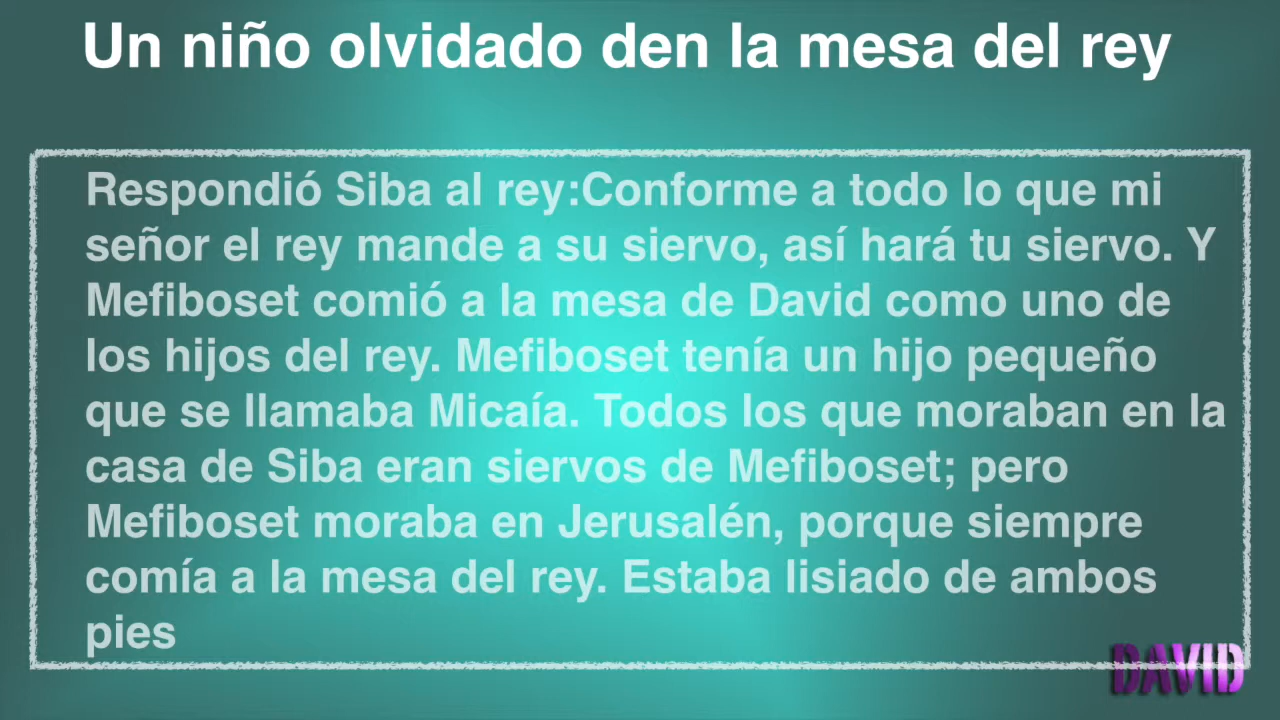 Un niño olvidado den la mesa del rey
Respondió Siba al rey:Conforme a todo lo que mi
señor el rey mande a su siervo, así hará tu siervo. Y
Mefiboset comió a la mesa de David como uno de
los hijos del rey. Mefiboset tenía un hijo pequeño
que se llamaba Micaía. Todos los que moraban en la
casa de Siba eran siervos de Mefiboset; pero
Mefiboset moraba en Jerusalén, porque siempre
comía a la mesa del rey. Estaba lisiado de ambos
pies
DAVID